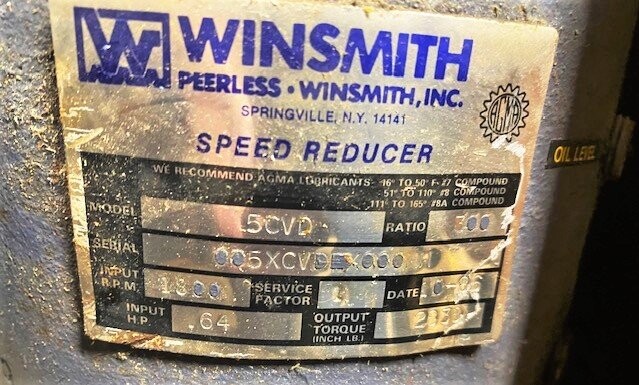 WINSMITH
PEERLESS • WINSMITH, INC.
SPRINGVILLE, N.Y. 14141
AGMA
SPEED REDUCER
OIL LEVEL
WE RECOMMEND AGMA LUBRICANTS 16° TO 50° F-#7 COMPOUND
51° TO 110° #8 COMPOUND
111° TO 165° #8A COMPOUND
MODEL 5CVD RATIO
SERIAL
INPUT R.P.M. 1800 SERVICE FACTOR DATE
INPUT H.P. .64 OUTPUT TORQUE (INCH LB.)